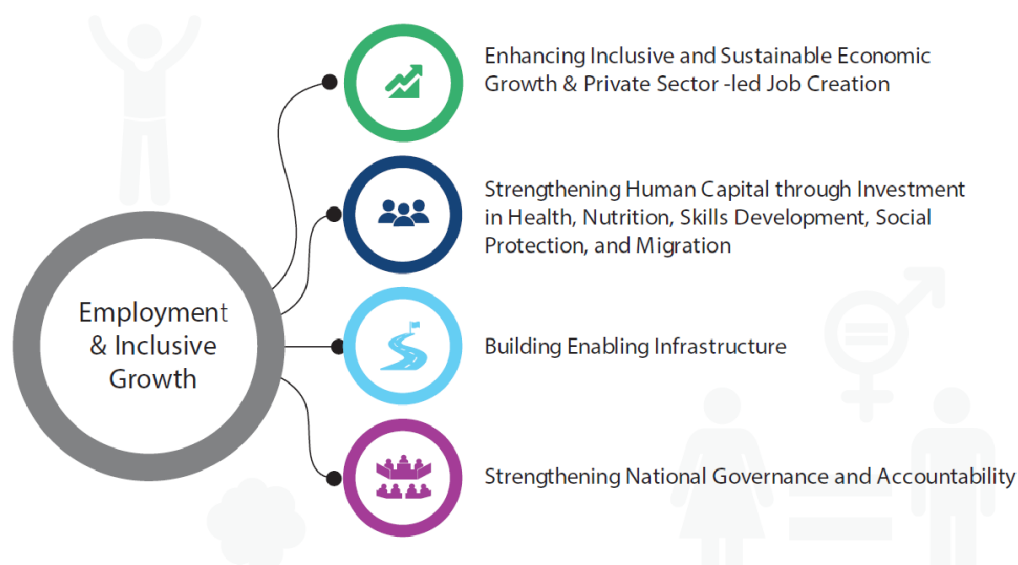 Employment
& Inclusive
Growth
Enhancing Inclusive and Sustainable Economic
Growth & Private Sector -led Job Creation
Strengthening Human Capital through Investment
in Health, Nutrition, Skills Development, Social
Protection, and Migration
Building Enabling Infrastructure
Strengthening National Governance and Accountability